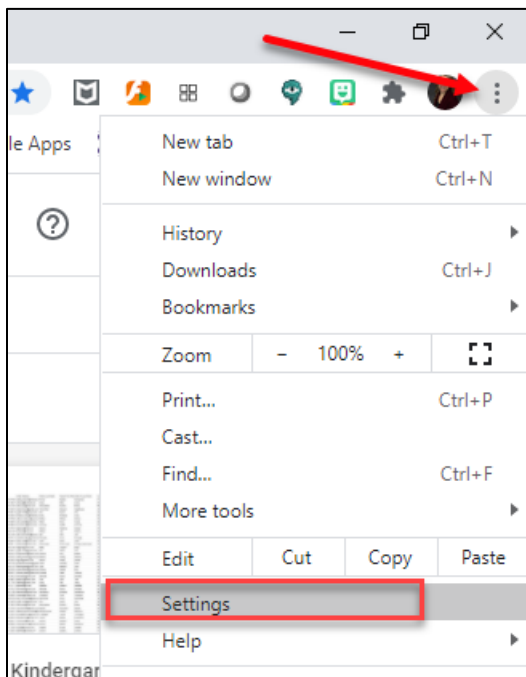 le Apps
New tab Ctrl+T
New window Ctrl+N
History
Downloads Ctrl+J
Bookmarks
Zoom - 100% +
Print... Ctrl+P
Cast...
Find... Ctrl+F
More tools
Edit Cut Copy Paste
Settings
Help
Kindergar